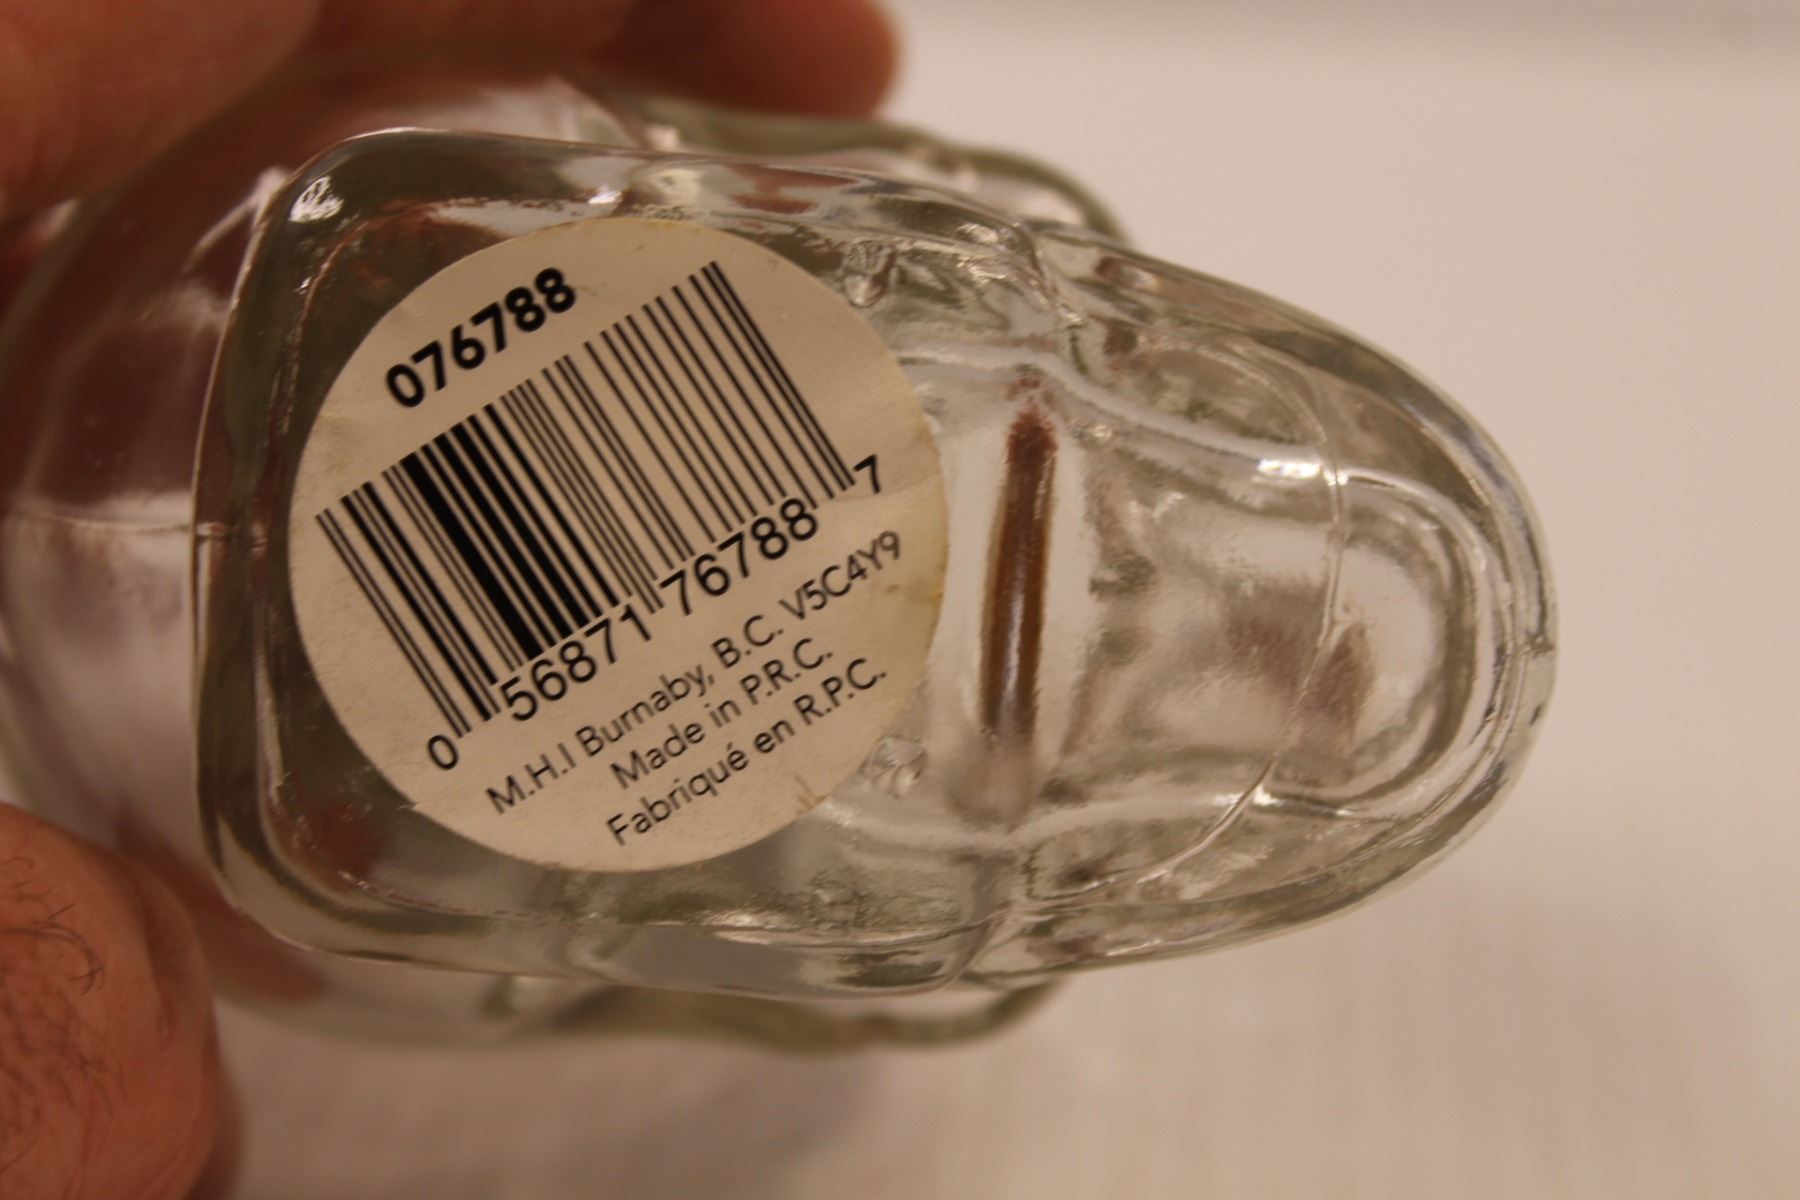 076788
0 56871 76788 7
M.H.I Burnaby, B.C. V5C4Y9
Made in P.R.C.
Fabriqué en R.P.C.